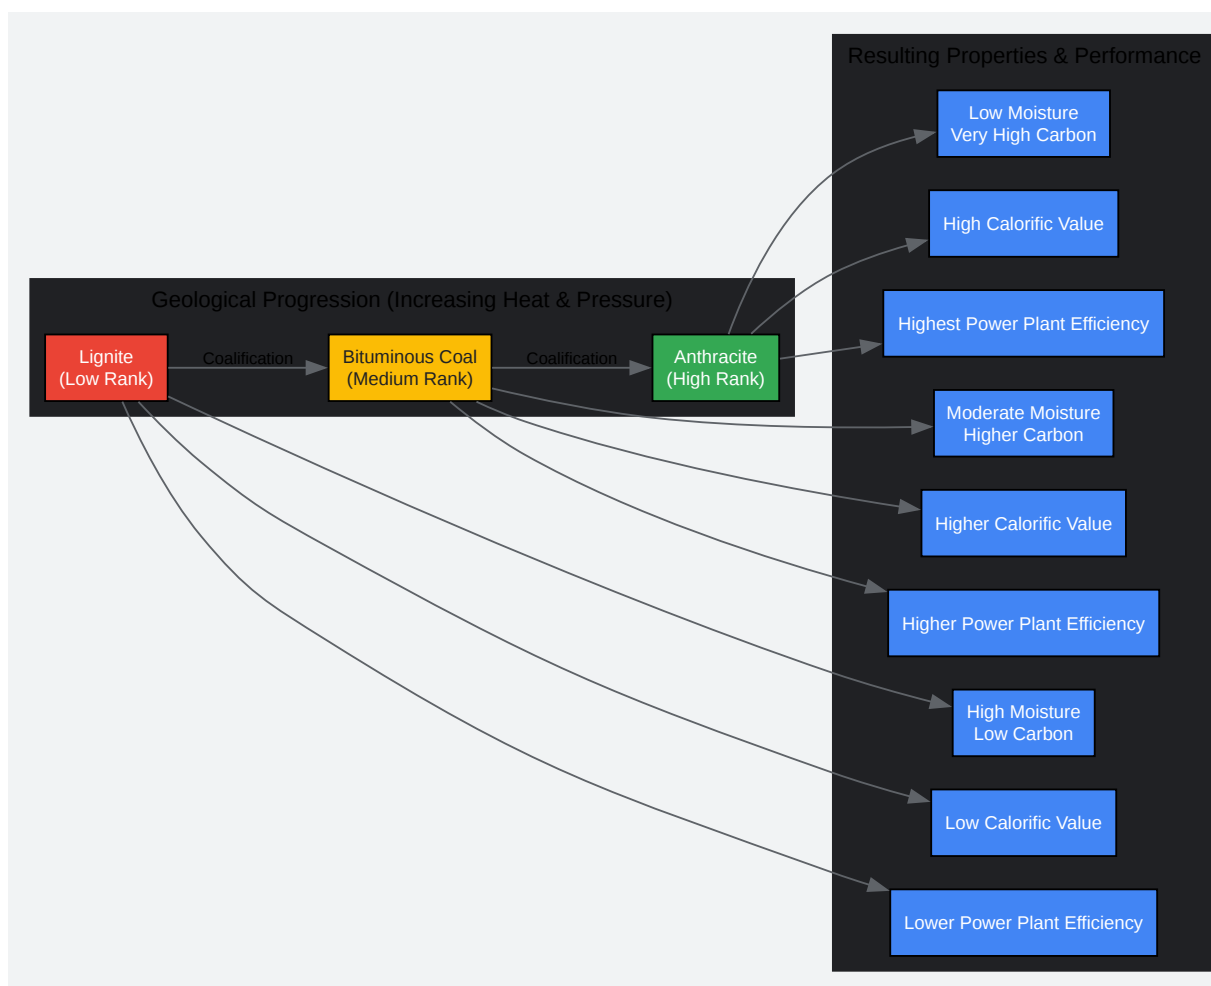 Resulting Properties & Performance
Low Moisture
Very High Carbon
High Calorific Value
Geological Progression (Increasing Heat & Pressure)
Highest Power Plant Efficiency
Lignite
(Low Rank)
Coalification
Bituminous Coal
(Medium Rank)
Coalification
Anthracite
(High Rank)
Moderate Moisture
Higher Carbon
Higher Calorific Value
Higher Power Plant Efficiency
High Moisture
Low Carbon
Low Calorific Value
Lower Power Plant Efficiency